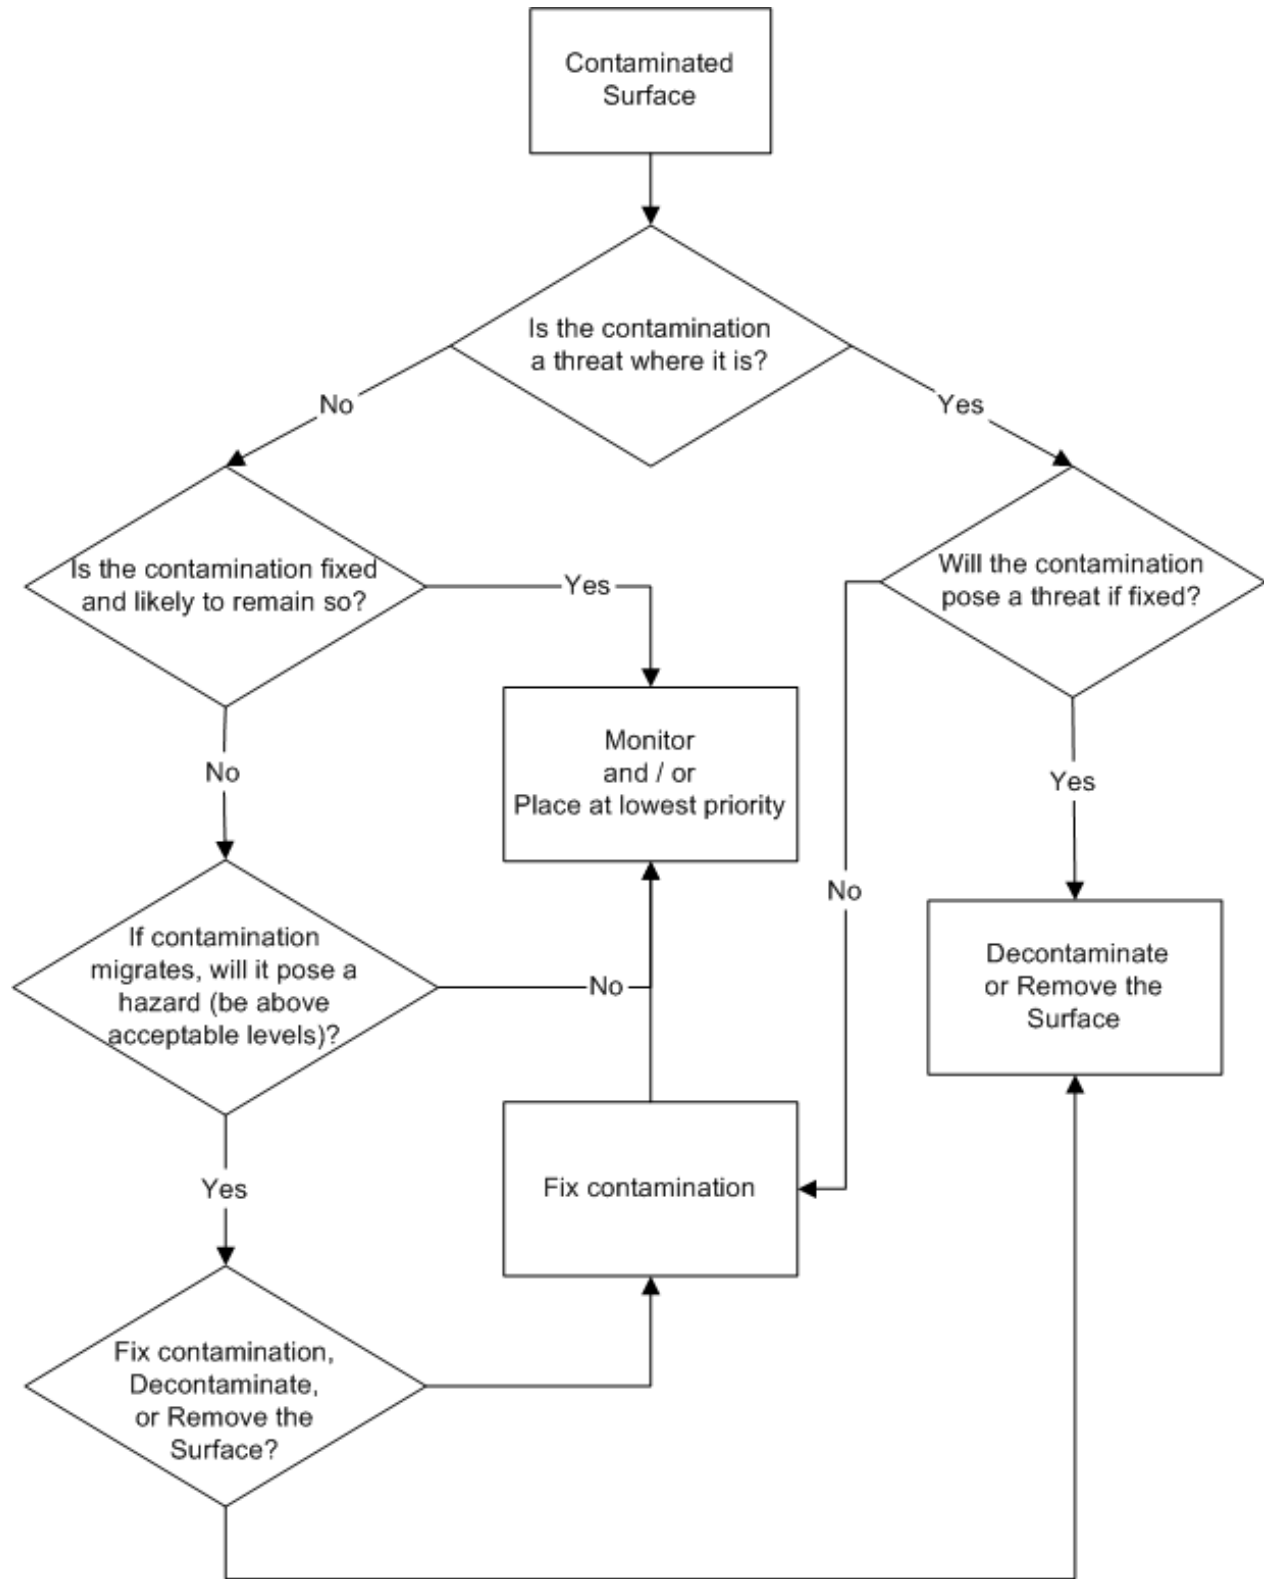 Contaminated
Surface
Is the contamination
a threat where it is?
No
Yes
Is the contamination fixed
and likely to remain so?
Yes
Will the contamination
pose a threat if fixed?
No
Monitor
and / or
Place at lowest priority
Yes
No
If contamination
migrates, will it pose a
hazard (be above
acceptable levels)?
No
Decontaminate
or Remove the
Surface
Yes
Fix contamination
Fix contamination,
Decontaminate,
or Remove the
Surface?